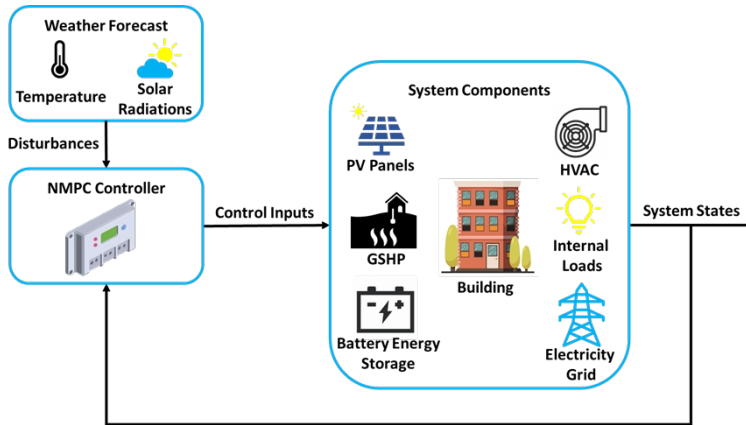 Weather Forecast
Temperature
Solar
Radiations
Disturbances
NMPC Controller
Control Inputs
System Components
PV Panels
HVAC
GSHP
Building
Internal
Loads
Battery Energy
Storage
Electricity
Grid
System States